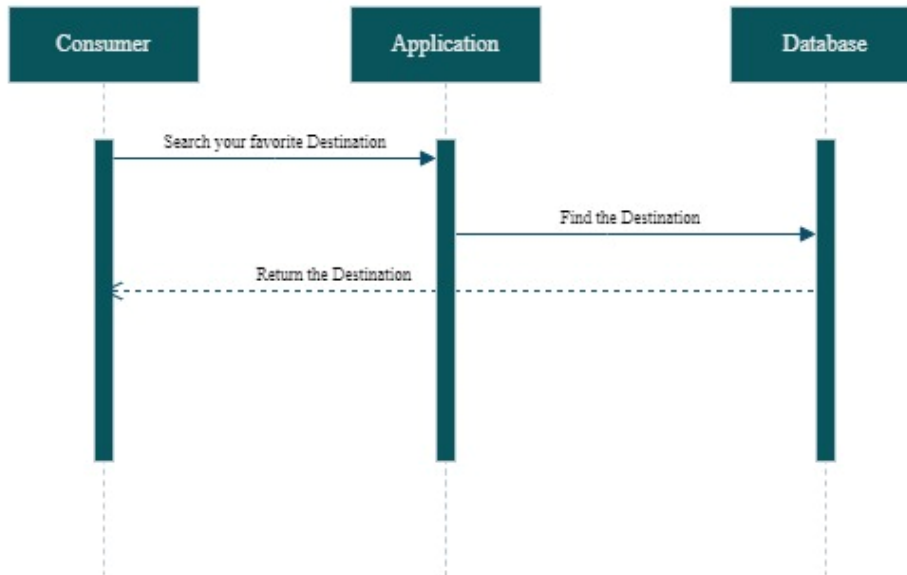 Consumer
Application
Database
Search your favorite Destination
Find the Destination
Return the Destination